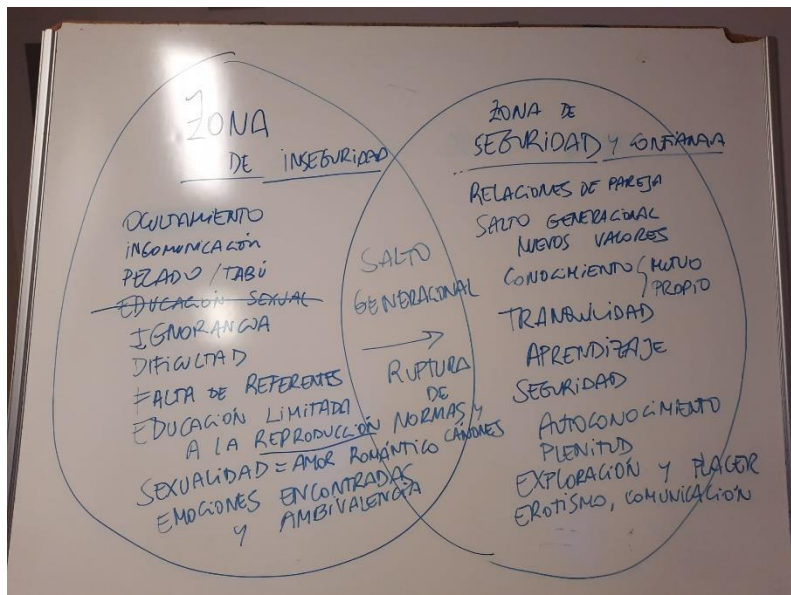 ZONA
DE INSEGURIDAD
OCULTAMIENTO
INCOMUNICACIÓN
PECADO / TABÚ
EDUCACIÓN SEXUAL
IGNORANCIA
DIFICULTAD
FALTA DE REFERENTES
EDUCACIÓN LIMITADA
A LA REPRODUCCIÓN
SEXUALIDAD = AMOR ROMÁNTICO
EMOCIONES ENCONTRADAS
Y AMBIVALENCIA
SALTO
GENERACIONAL
RUPTURA
DE
NORMAS Y
CÁNONES
ZONA DE
SEGURIDAD Y CONFIANZA
RELACIONES DE PAREJA
SALTO GENERACIONAL
NUEVOS VALORES
CONOCIMIENTO MUTUO
PROPIO
TRANQUILIDAD
APRENDIZAJE
SEGURIDAD
AUTOCONOCIMIENTO
PLENITUD
EXPLORACIÓN Y PLACER
EROTISMO, COMUNICACIÓN